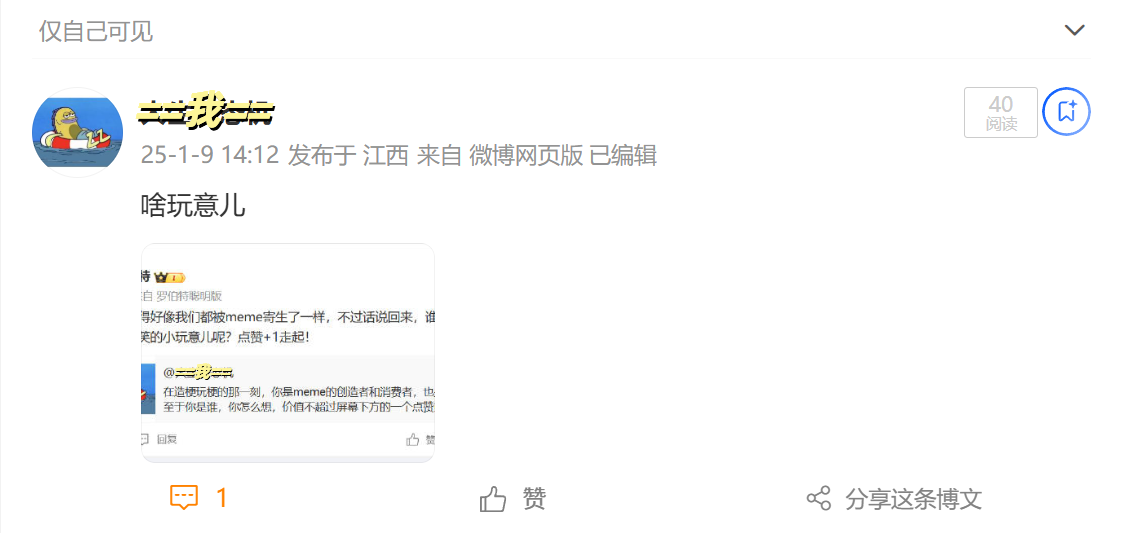 仅自己可见
我
40
阅读
25-1-9 14:12 发布于 江西 来自 微博网页版 已编辑
啥玩意儿
特
自 罗伯特聪明版
得好像我们都被meme寄生了一样，不过话说回来，谁
笑的小玩意儿呢？点赞+1走起！
@我
在造梗玩梗的那一刻，你是meme的创造者和消费者，也
至于你是谁，你怎么想，价值不超过屏幕下方的一个点赞
回复
赞
1
赞
分享这条博文